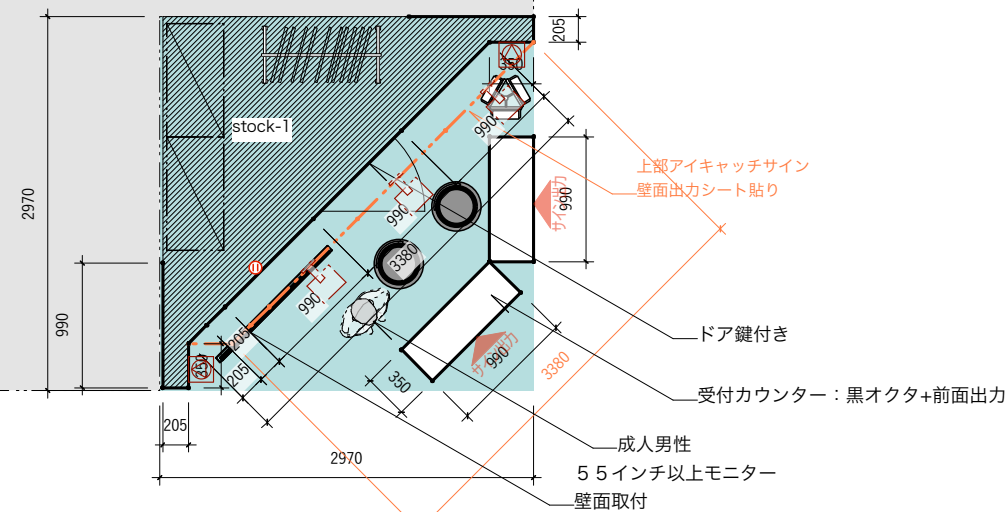 205
350
stock-1
990
上部アイキャッチサイン
壁面出力シート貼り
2970
990
サイン出力
990
3380
990
11
990
205
205
350
ドア鍵付き
サイン出力
990
3380
350
受付カウンター：黒オクタ+前面出力
205
成人男性
2970
５５インチ以上モニター
壁面取付